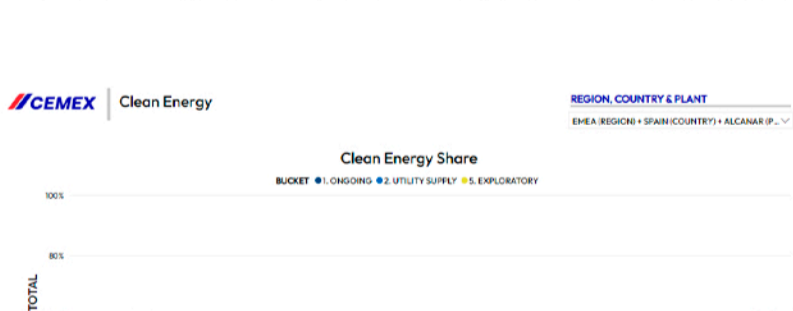 CEMEX
Clean Energy
REGION, COUNTRY & PLANT
EMEA (REGION) + SPAIN (COUNTRY) + ALCANAR (P...
Clean Energy Share
BUCKET 1. ONGOING 2. UTILITY SUPPLY 5. EXPLORATORY
100%
80%
TOTAL